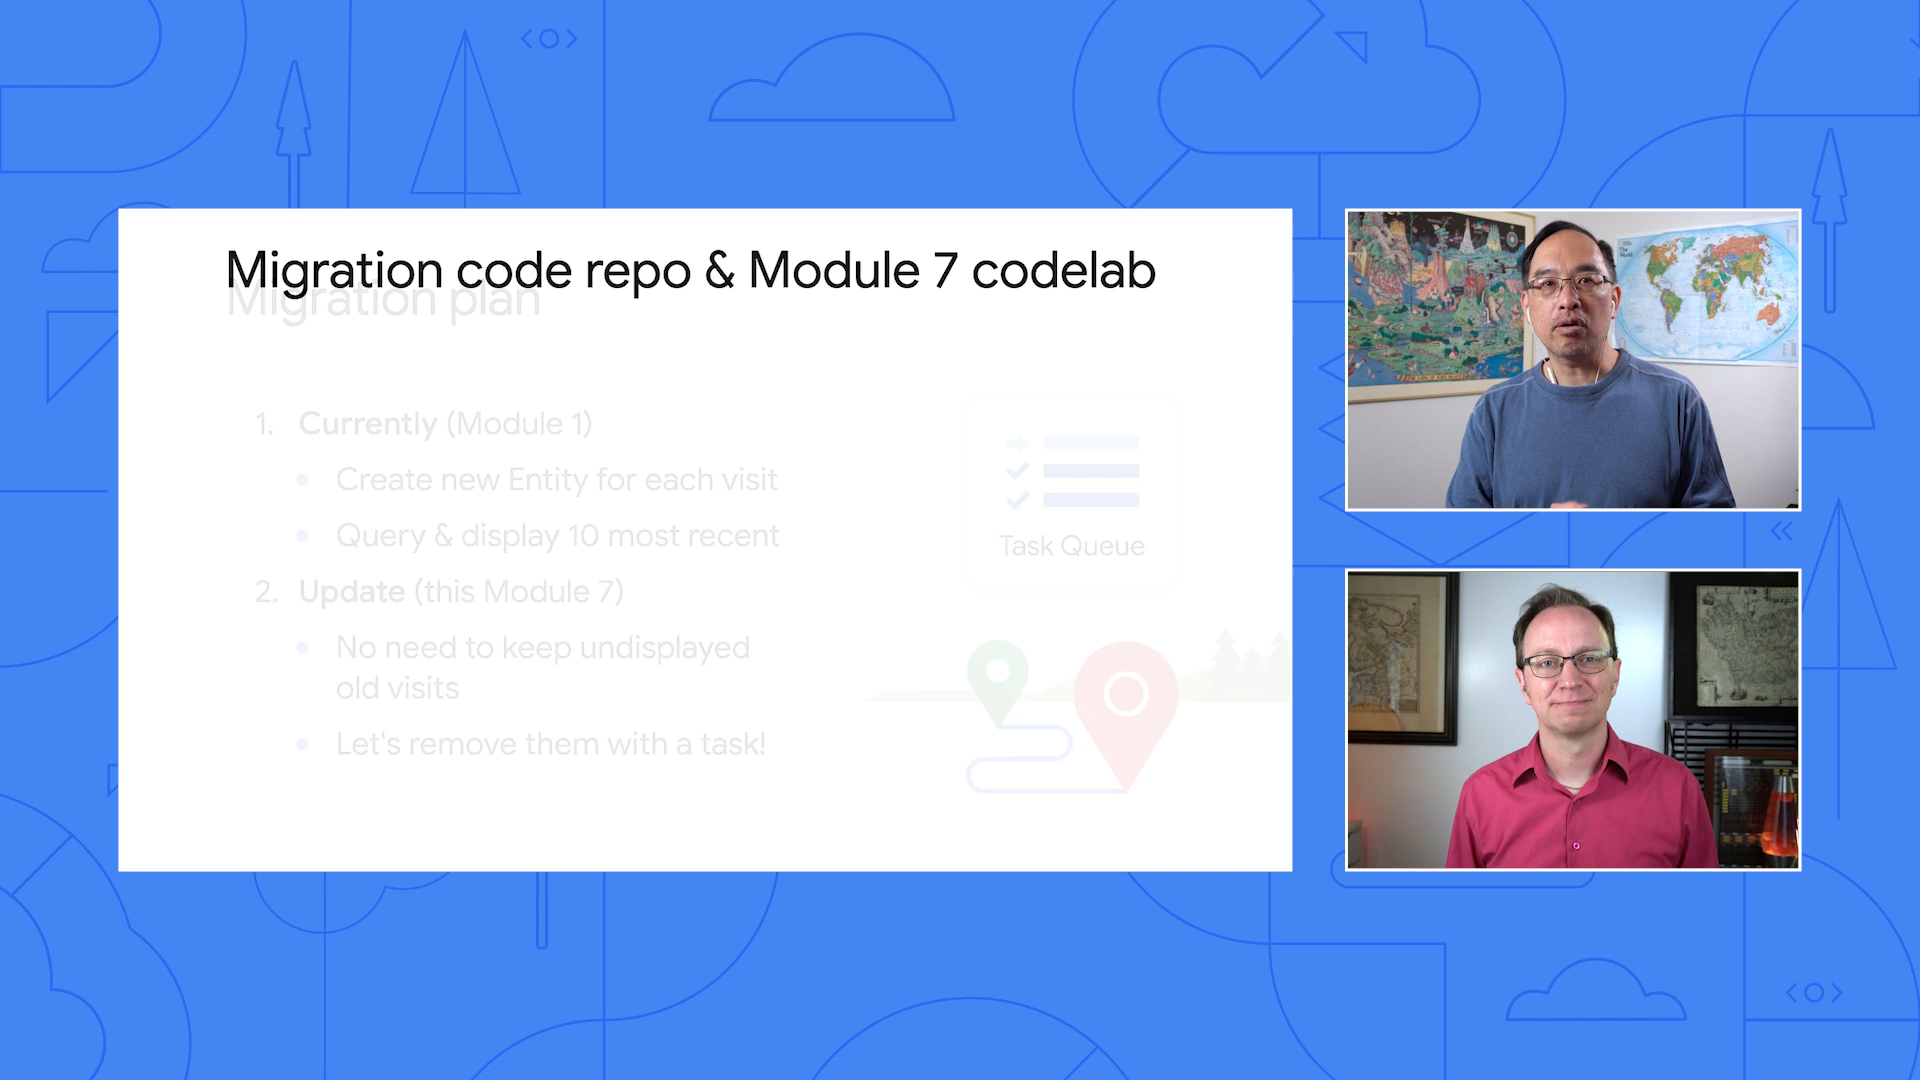 Migration code repo & Module 7 codelab
Migration plan
1. Currently (Module 1)
• Create new Entity for each visit
• Query & display 10 most recent
2. Update (this Module 7)
• No need to keep undisplayed
old visits
• Let's remove them with a task!
Task Queue